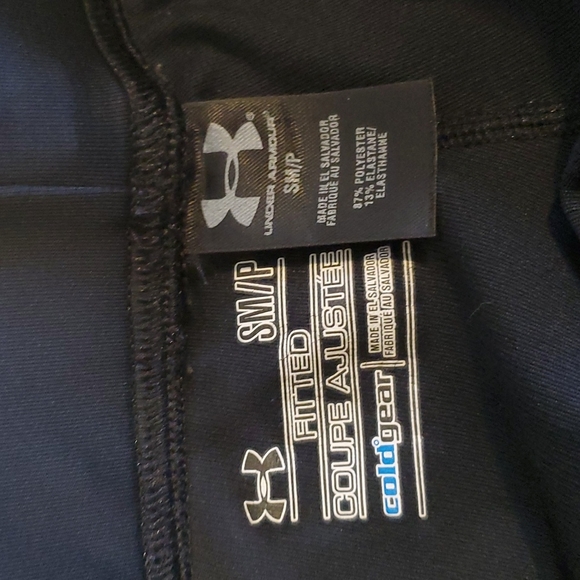 UNDER ARMOUR
SM/P
MADE IN EL SALVADOR
FABRIQUÉ AU SALVADOR
87% POLYESTER
13% ELASTANE/
ELASTHANNE
SM/P
FITTED
COUPE AJUSTÉE
coldgear
MADE IN EL SALVADOR
FABRIQUÉ AU SALVADOR